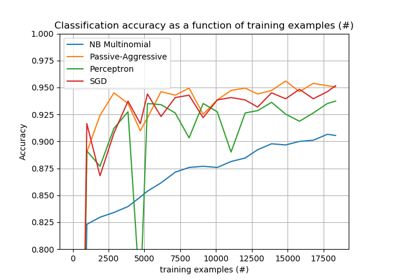 Classification accuracy as a function of training examples (#)
NB Multinomial
Passive-Aggressive
Perceptron
SGD
1.000
0.975
0.950
0.925
0.900
0.875
0.850
0.825
0.800
Accuracy
0 2500 5000 7500 10000 12500 15000 17500
training examples (#)